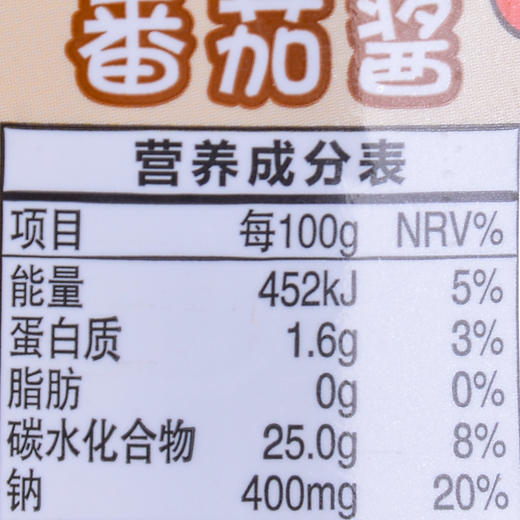 番茄酱
营养成分表
项目 每100g NRV%
能量 452kJ 5%
蛋白质 1.6g 3%
脂肪 0g 0%
碳水化合物 25.0g 8%
钠 400mg 20%